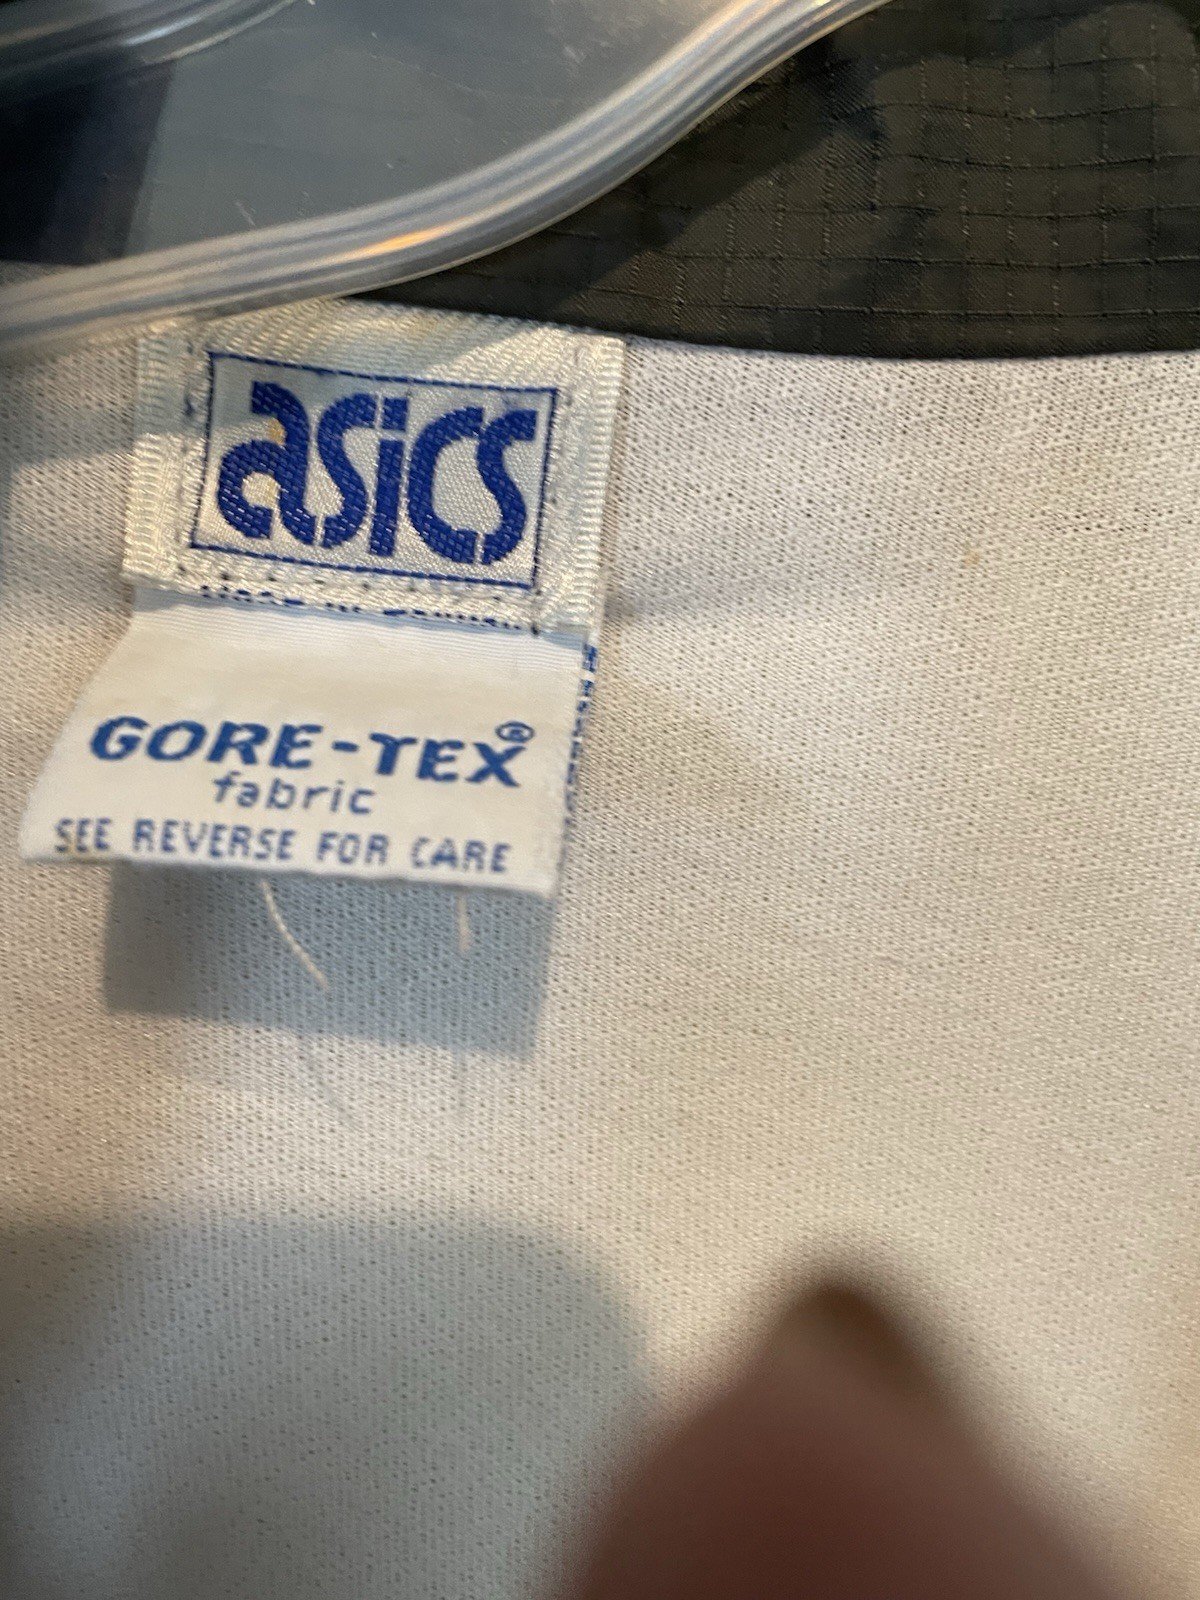 asics
GORE-TEX®
fabric
SEE REVERSE FOR CARE